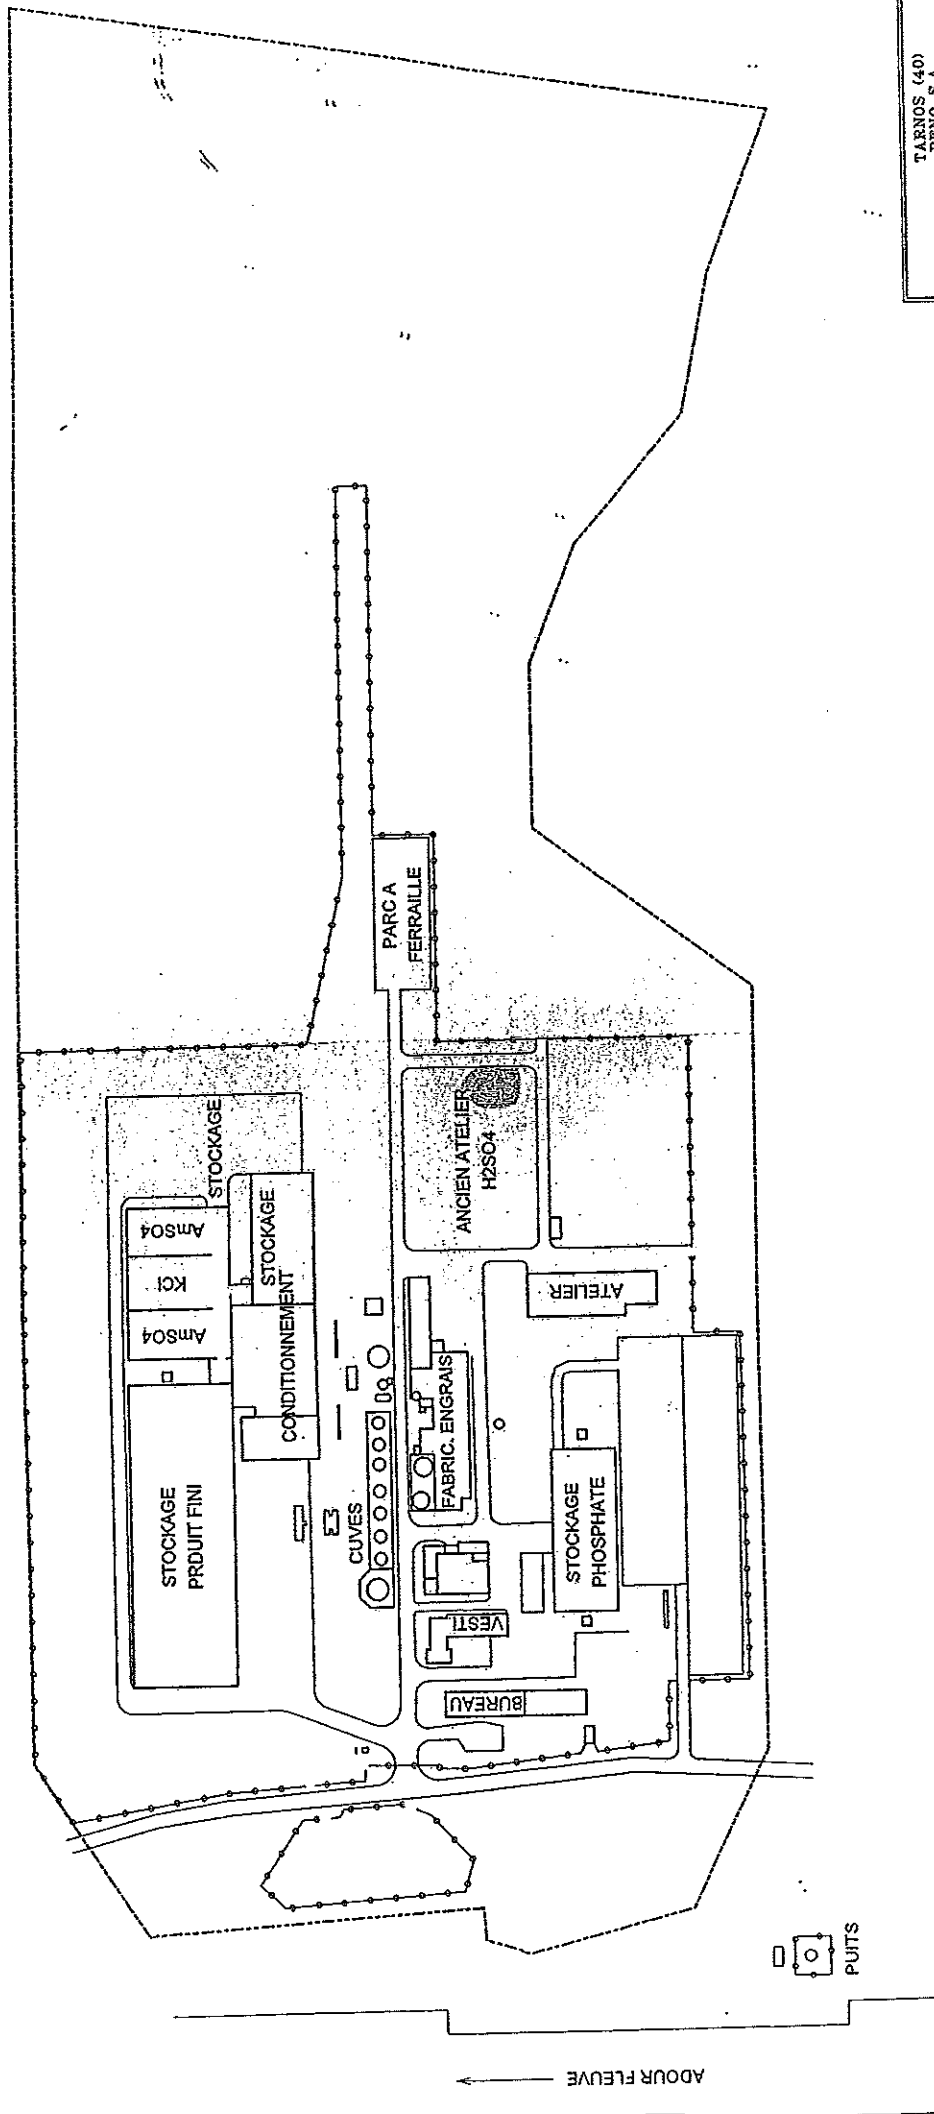 TARNOS (40)
STOCKAGE
AmSO4
KCl
AmSO4
STOCKAGE
CONDITIONNEMENT
STOCKAGE
PRDUIT FINI
CUVES
PARC A
FERRAILLE
ANCIEN ATELIER
H2SO4
FABRIC. ENGRAIS
ATELIER
STOCKAGE
PHOSPHATE
VESTI
BUREAU
PUITS
ADOUR FLEUVE